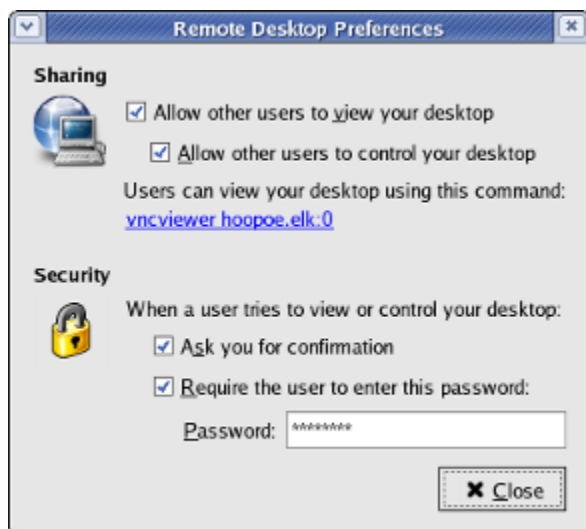 Remote Desktop Preferences
Sharing
Allow other users to view your desktop
Allow other users to control your desktop
Users can view your desktop using this command:
vncviewer hoopoe.elk:0
Security
When a user tries to view or control your desktop:
Ask you for confirmation
Require the user to enter this password:
Password: ********
Close